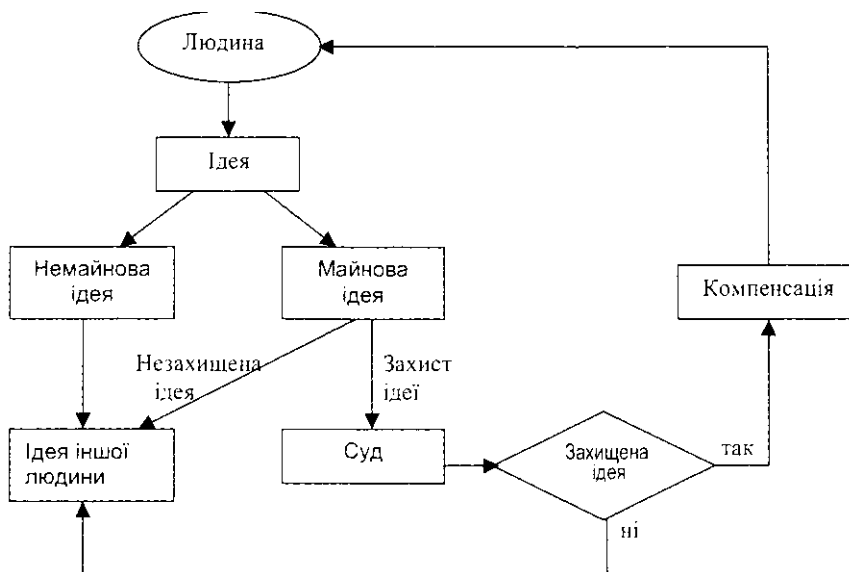 Людина
Ідея
Немайнова
ідея
Майнова
ідея
Компенсація
Незахищена
ідея
Захист
ідеї
Ідея іншої
людини
Суд
Захищена
ідея
так
ні